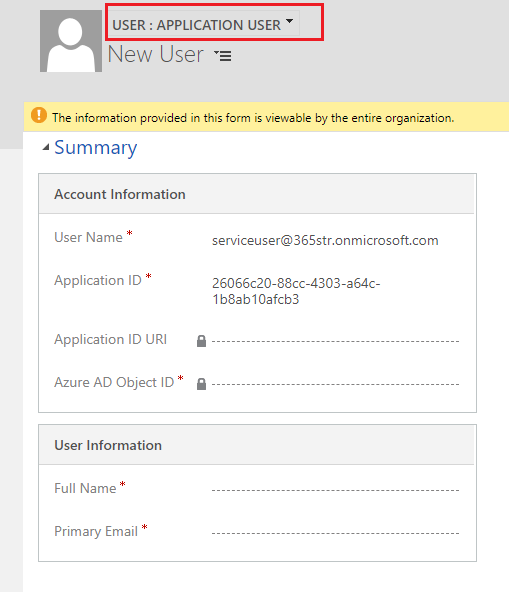 USER : APPLICATION USER
New User
The information provided in this form is viewable by the entire organization.
Summary
Account Information
User Name *
serviceuser@365str.onmicrosoft.com
Application ID *
26066c20-88cc-4303-a64c-
1b8ab10afcb3
Application ID URI
Azure AD Object ID *
User Information
Full Name *
Primary Email *